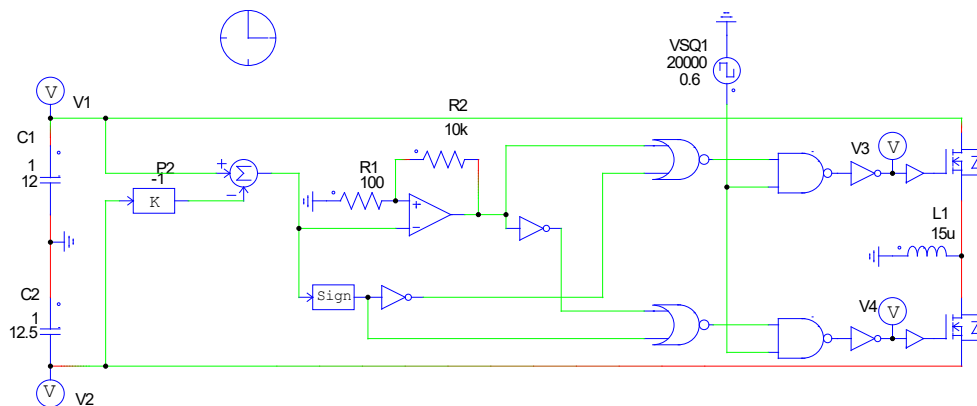 VSQ1
20000
0.6
V
V1
R2
10k
C1
1
12
P2
-1
K
+
Σ
-
R1
100
+
-
V3
V
Z
L1
15u
Sign
C2
1
12.5
V4
V
Z
V
V2